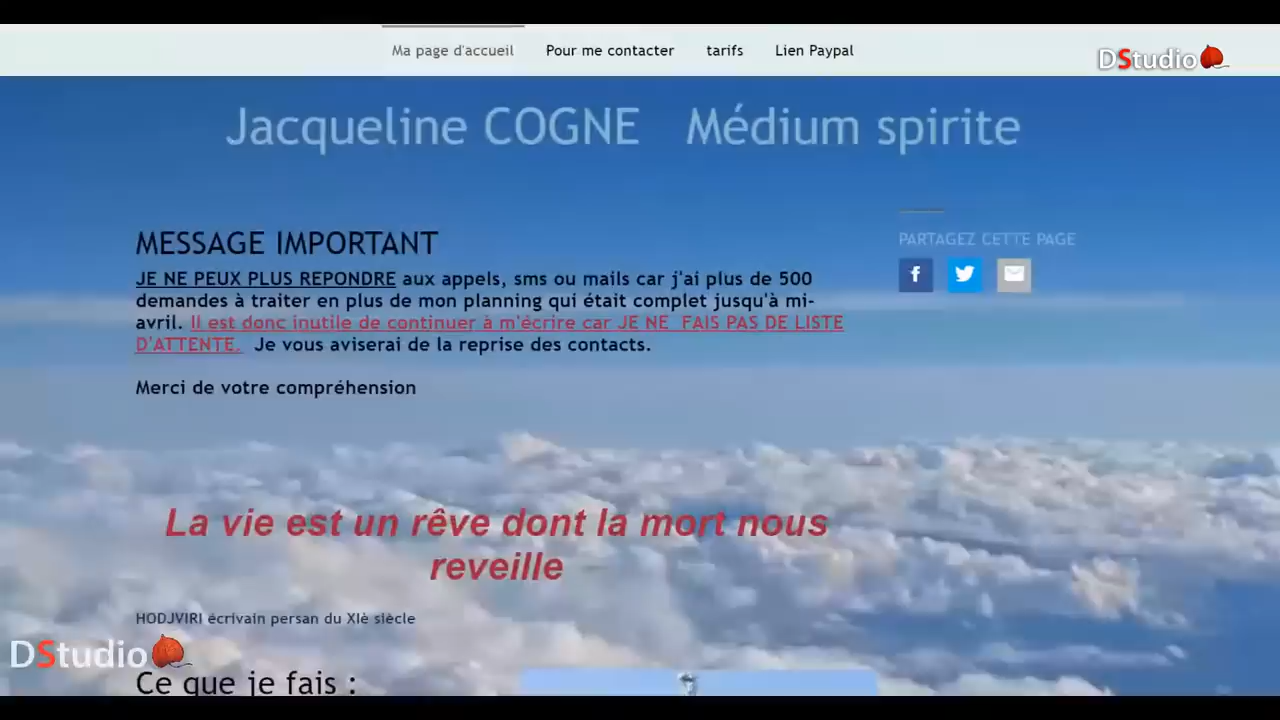 Ma page d'accueil Pour me contacter tarifs Lien Paypal
DStudio
Jacqueline COGNE Médium spirite
MESSAGE IMPORTANT
JE NE PEUX PLUS REPONDRE aux appels, sms ou mails car j'ai plus de 500
demandes à traiter en plus de mon planning qui était complet jusqu'à mi-
avril. Il est donc inutile de continuer à m'écrire car JE NE FAIS PAS DE LISTE
D'ATTENTE. Je vous aviserai de la reprise des contacts.
Merci de votre compréhension
PARTAGEZ CETTE PAGE
La vie est un rêve dont la mort nous
reveille
HODJVIRI écrivain persan du XIè siècle
DStudio
Ce que je fais :